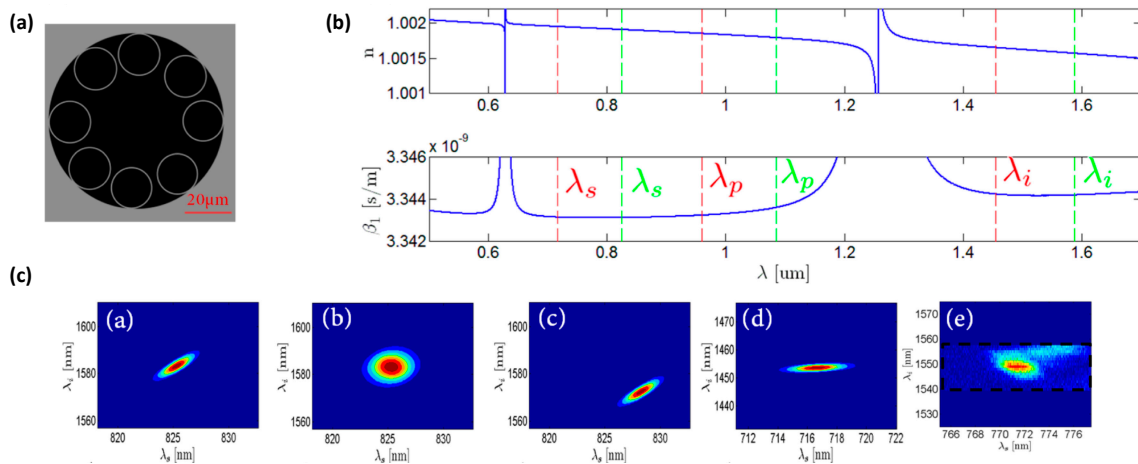 (a)
20μm
(b)
n
1.002
1.0015
1.001
0.6 0.8 1 1.2 1.4 1.6
β₁ [s/m]
3.346 x 10⁻⁹
3.344
3.342
λₛ λₛ λₚ λₚ λᵢ λᵢ
0.6 0.8 1 1.2 1.4 1.6
λ [um]
(c)
(a)
λᵢ [nm]
1600
1580
1560
820 825 830
λₛ [nm]
(b)
λᵢ [nm]
1600
1580
1560
820 825 830
λₛ [nm]
(c)
λᵢ [nm]
1600
1580
1560
820 825 830
λₛ [nm]
(d)
λᵢ [nm]
1470
1460
1450
1440
712 714 716 718 720 722
λₛ [nm]
(e)
λᵢ [nm]
1570
1560
1550
1540
1530
766 768 770 772 774 776
λₛ [nm]